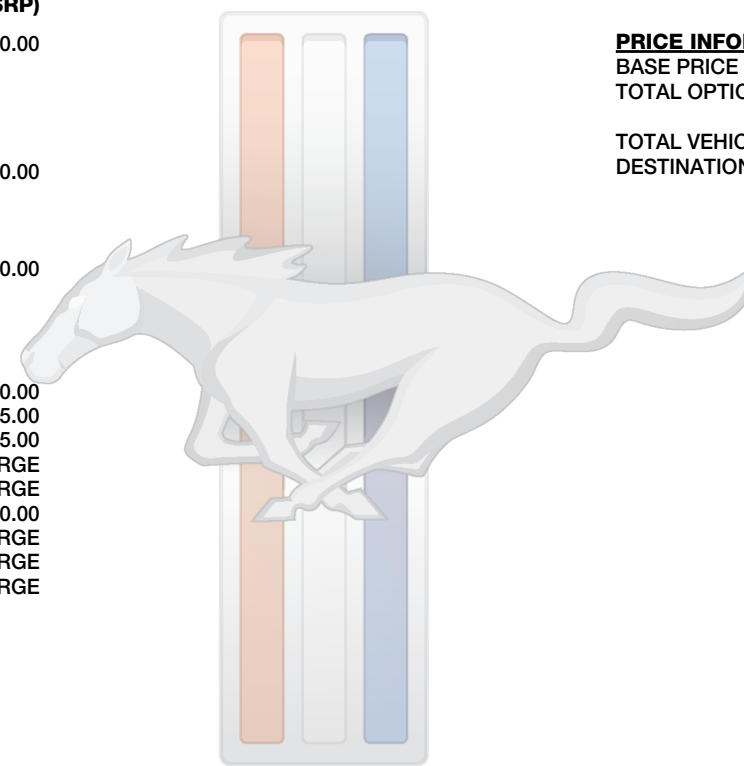 SRP)
0.00
0.00
0.00
0.00
5.00
5.00
RGE
RGE
0.00
RGE
RGE
RGE
PRICE INFO
BASE PRICE
TOTAL OPTIO
TOTAL VEHIC
DESTINATION